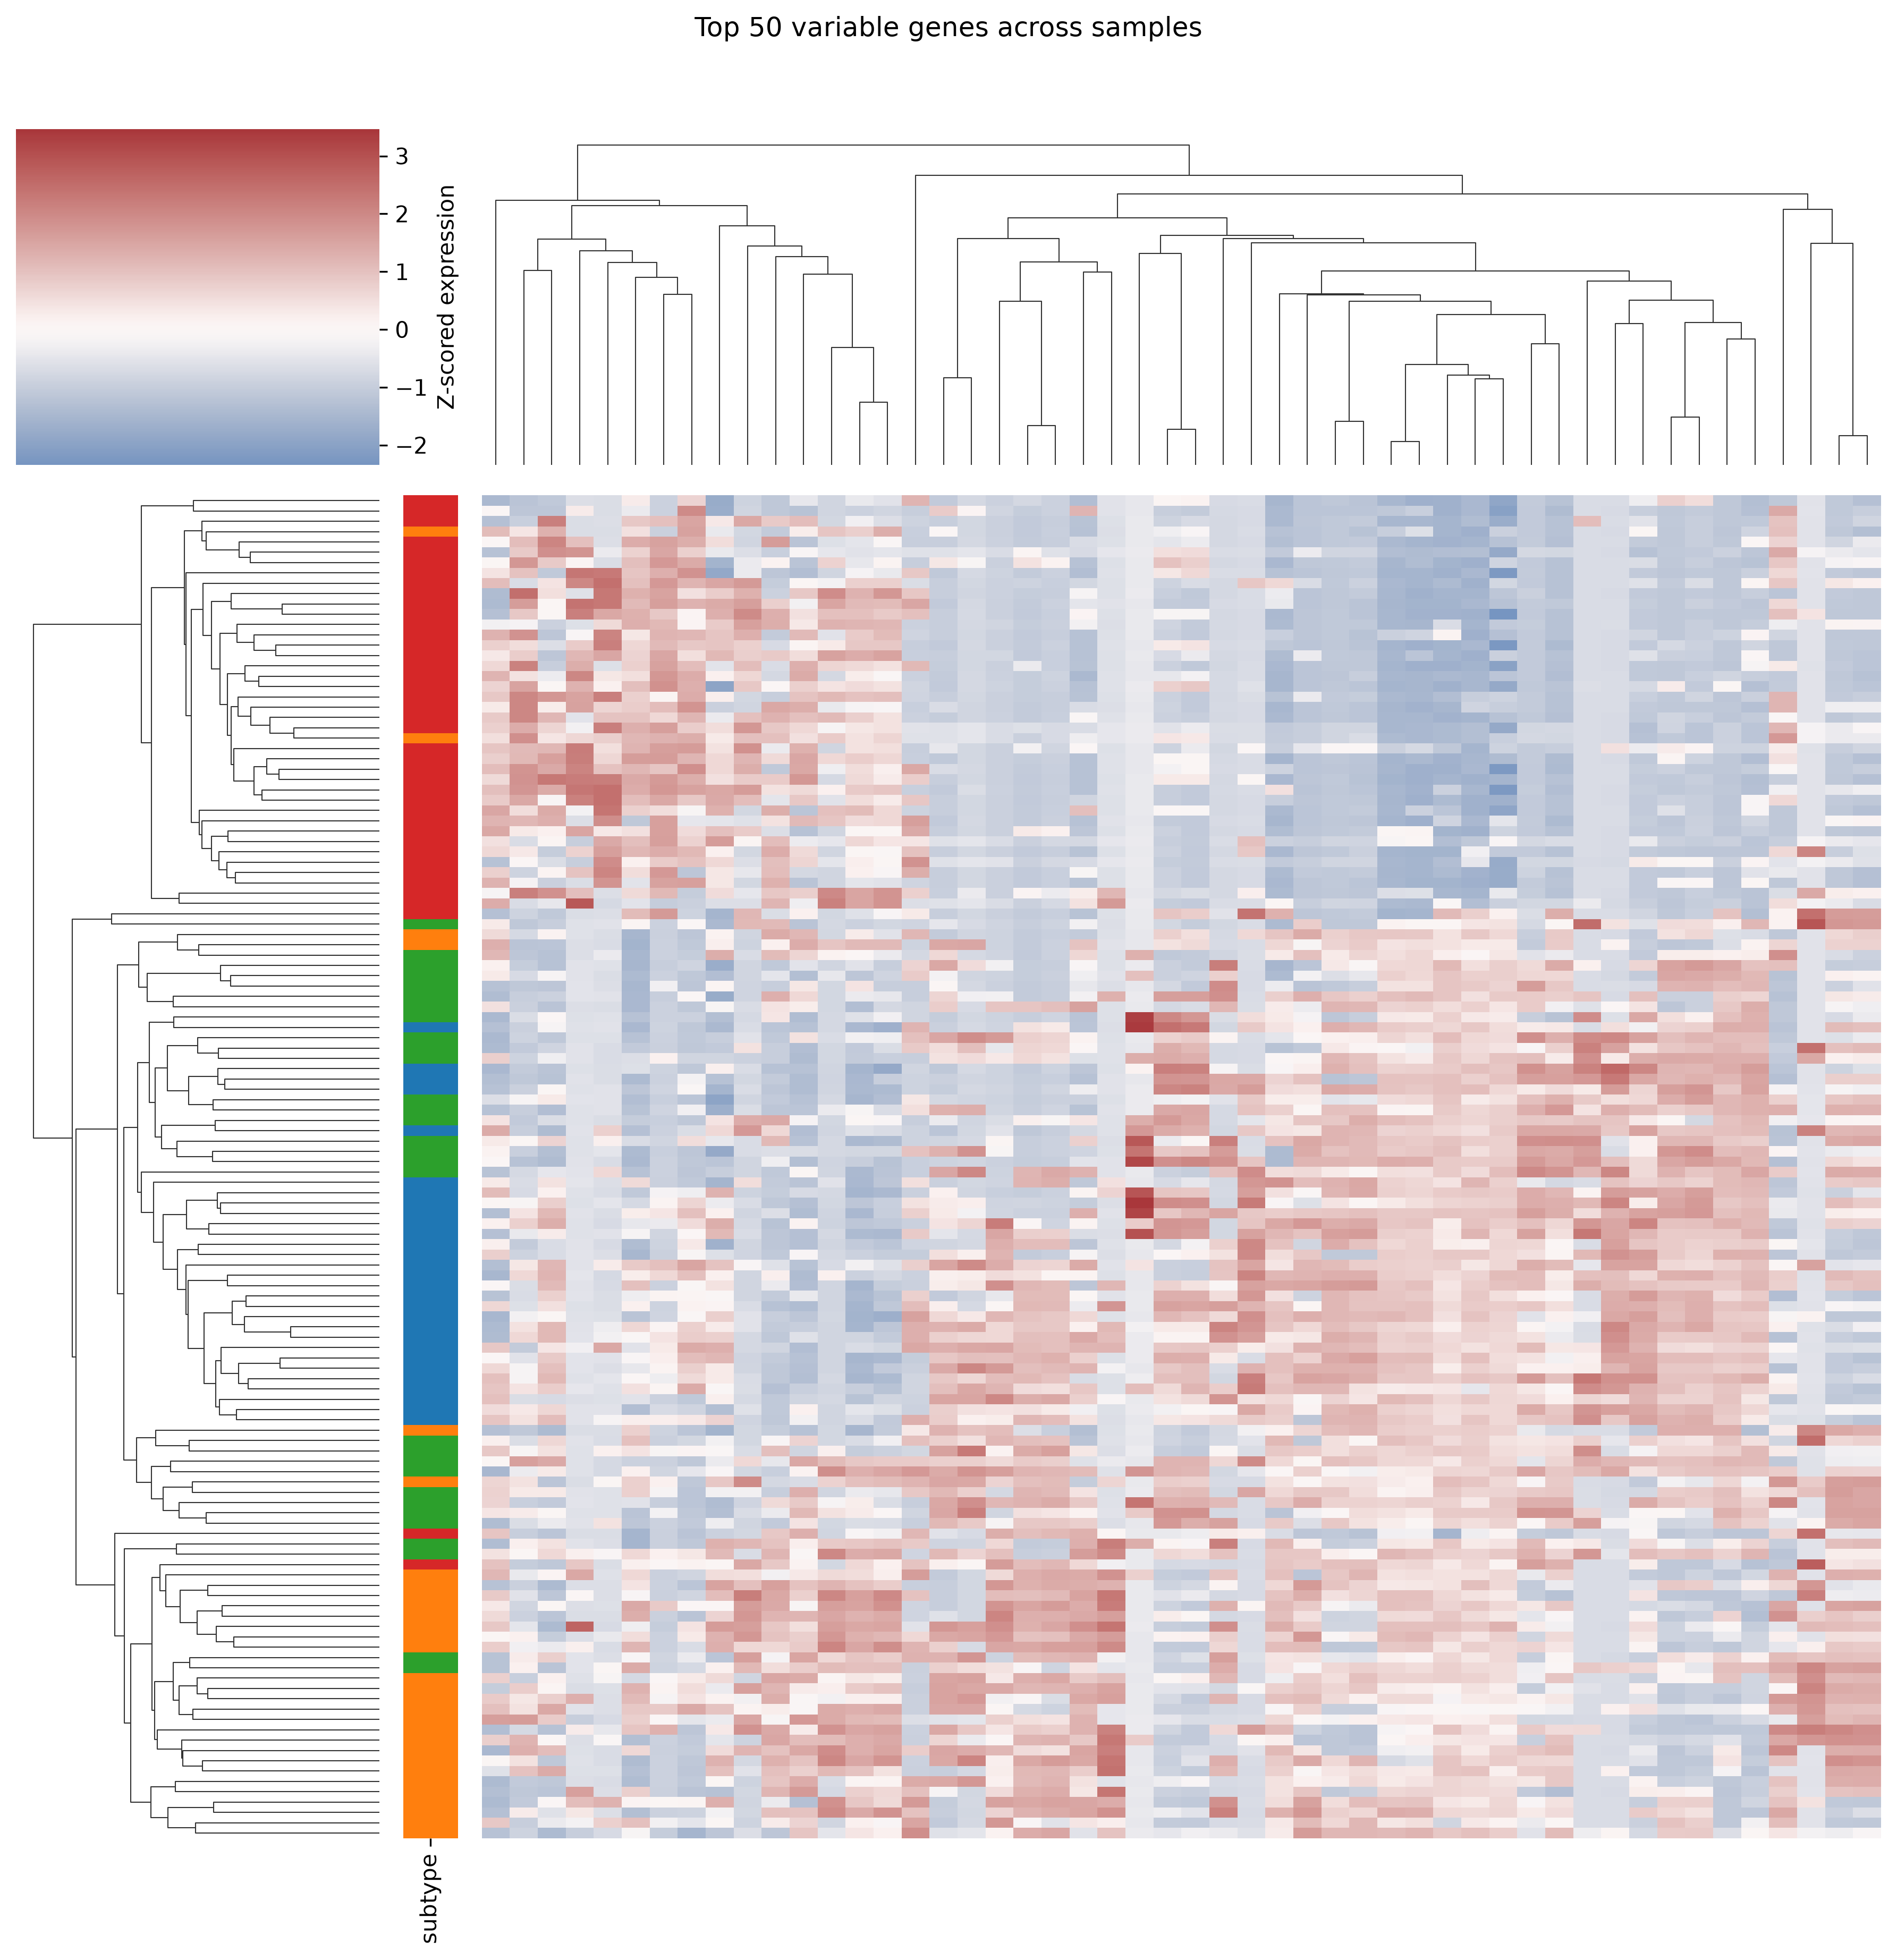 Top 50 variable genes across samples
3
2
1
0
−1
−2
Z-scored expression
subtype